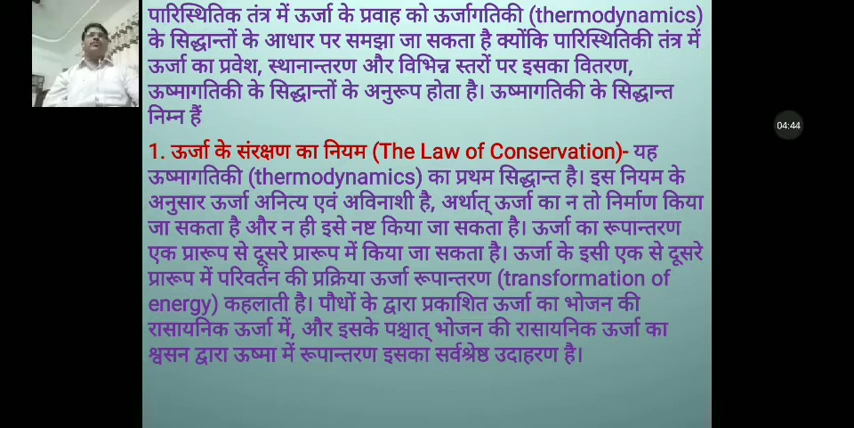 पारिस्थितिक तंत्र में ऊर्जा के प्रवाह को ऊर्जागतिकी (thermodynamics)
के सिद्धान्तों के आधार पर समझा जा सकता है क्योंकि पारिस्थितिकी तंत्र में
ऊर्जा का प्रवेश, स्थानान्तरण और विभिन्न स्तरों पर इसका वितरण,
ऊष्मागतिकी के सिद्धान्तों के अनुरूप होता है। ऊष्मागतिकी के सिद्धान्त
निम्न हैं
04:44
1. ऊर्जा के संरक्षण का नियम (The Law of Conservation)- यह
ऊष्मागतिकी (thermodynamics) का प्रथम सिद्धान्त है। इस नियम के
अनुसार ऊर्जा अनित्य एवं अविनाशी है, अर्थात् ऊर्जा का न तो निर्माण किया
जा सकता है और न ही इसे नष्ट किया जा सकता है। ऊर्जा का रूपान्तरण
एक प्रारूप से दूसरे प्रारूप में किया जा सकता है। ऊर्जा के इसी एक से दूसरे
प्रारूप में परिवर्तन की प्रक्रिया ऊर्जा रूपान्तरण (transformation of
energy) कहलाती है। पौधों के द्वारा प्रकाशित ऊर्जा का भोजन की
रासायनिक ऊर्जा में, और इसके पश्चात् भोजन की रासायनिक ऊर्जा का
श्वसन द्वारा ऊष्मा में रूपान्तरण इसका सर्वश्रेष्ठ उदाहरण है।